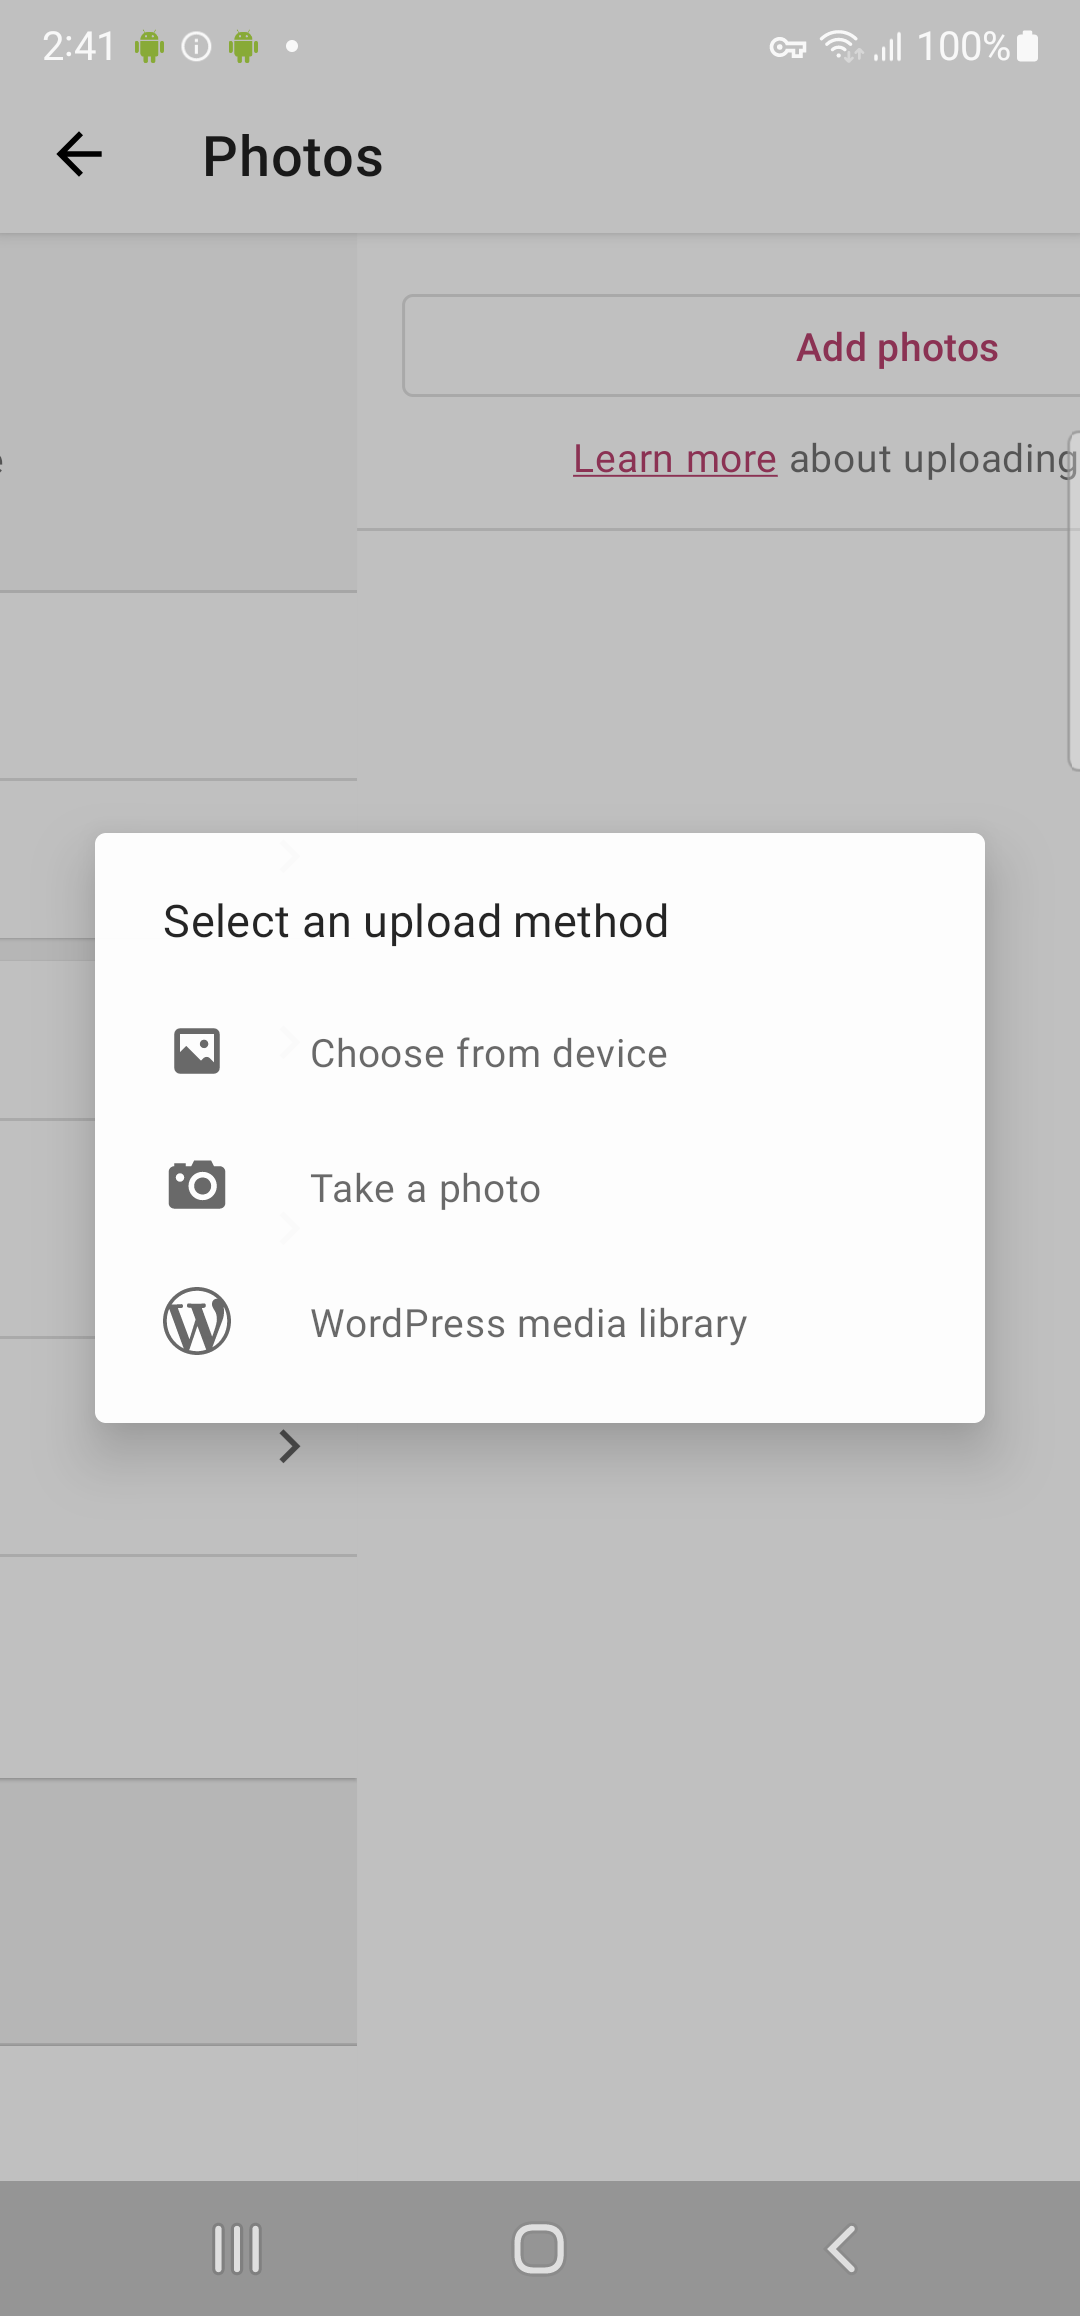 2:41 100%
Photos
Add photos
Learn more about uploading
Select an upload method
Choose from device
Take a photo
WordPress media library